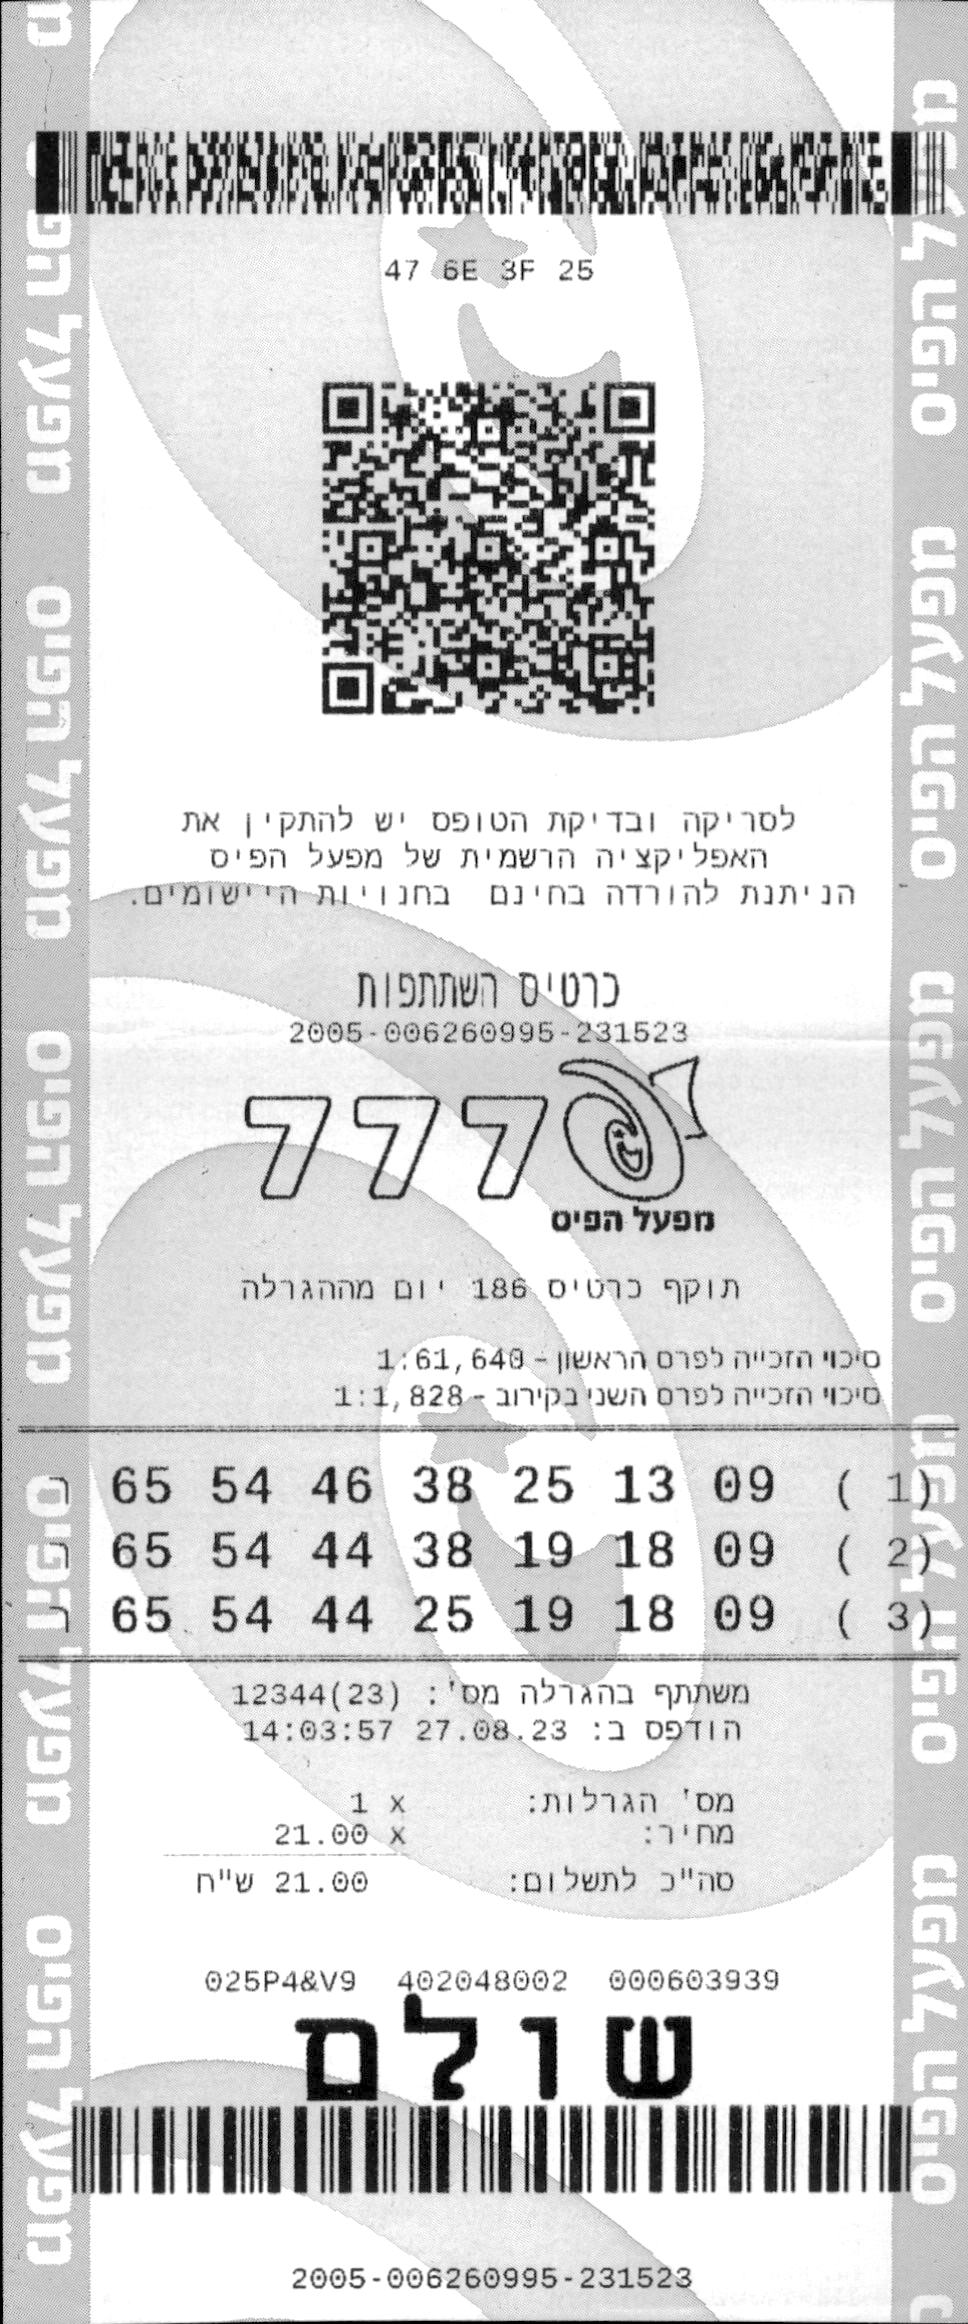 47 6E 3F 25
לסריקה ובדיקת הטופס יש להתקין את
האפליקציה הרשמית של מפעל הפיס
הניתנת להורדה בחינם בחנויות היישומים.
כרטיס השתתפות
2005-006260995-231523
777
מפעל הפיס
תוקף כרטיס 186 יום מההגרלה
סיכוי הזכייה לפרס הראשון - 1:61,640
סיכוי הזכייה לפרס השני בקירוב - 1:1,828
( 1) 09 13 25 38 46 54 65 ר
( 2) 09 18 19 38 44 54 65 ר
( 3) 09 18 19 25 44 54 65 ר
משתתף בהגרלה מס': 12344(23)
הודפס ב: 27.08.23 14:03:57
מס' הגרלות: x 1
מחיר: x 21.00
סה"כ לתשלום: 21.00 ש"ח
025P4&V9 402048002 000603939
שולם
2005-006260995-231523
מפעל הפיס מפעל הפיס מפעל הפיס מפעל הפיס מפעל הפיס
מפעל הפיס מפעל הפיס מפעל הפיס מפעל הפיס מפעל הפיס